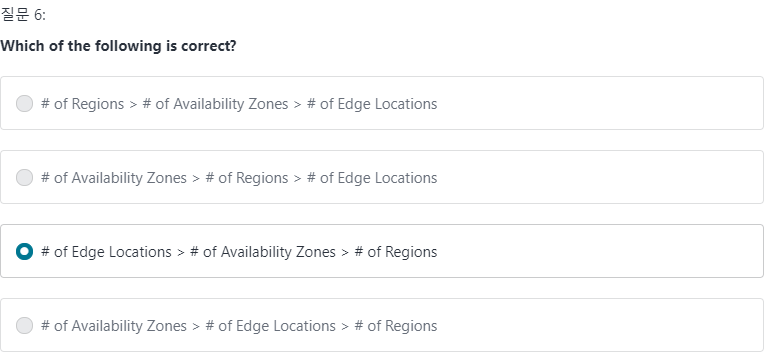 질문 6:
Which of the following is correct?
# of Regions > # of Availability Zones > # of Edge Locations
# of Availability Zones > # of Regions > # of Edge Locations
# of Edge Locations > # of Availability Zones > # of Regions
# of Availability Zones > # of Edge Locations > # of Regions